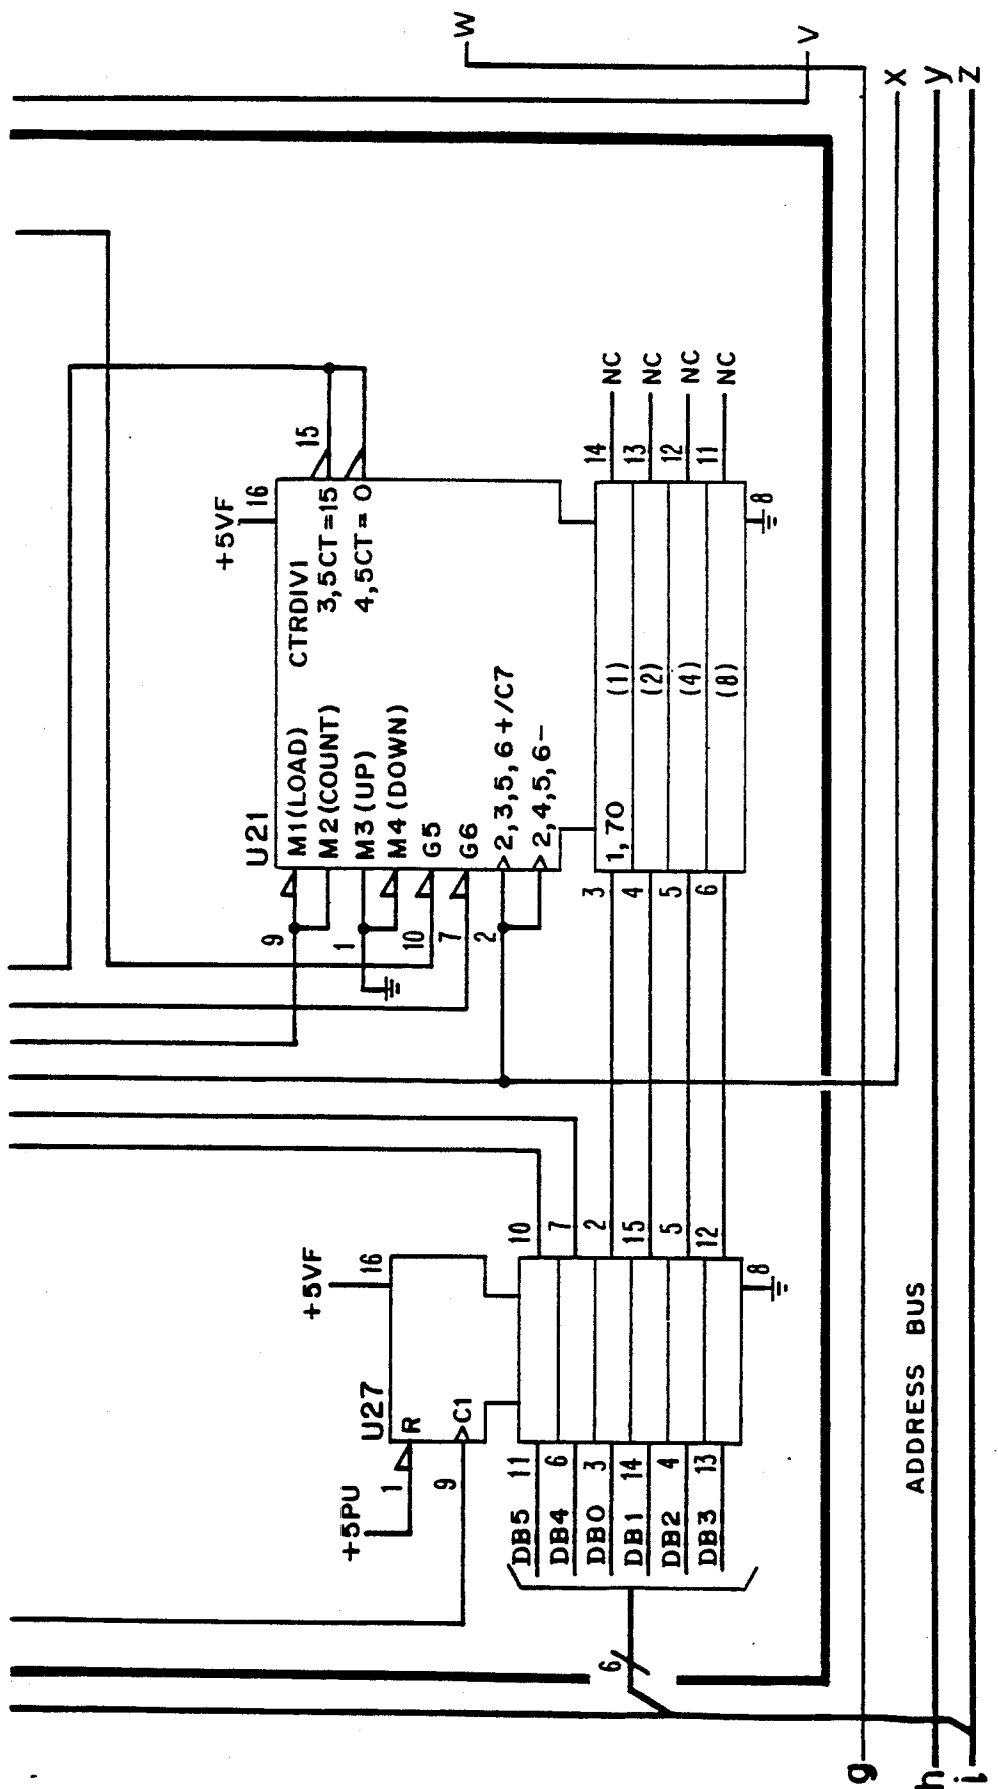 W
V
x
y
z
+5VF
16
15
U21
CTRDIV1
M1(LOAD)
M2(COUNT)
M3(UP)
M4(DOWN)
G5
G6
2,3,5,6+/C7
2,4,5,6-
3,5CT=15
4,5CT=0
9
1
10
7
2
1,7D
(1)
(2)
(4)
(8)
3
4
5
6
14
13
12
11
NC
NC
NC
NC
8
+5VF
16
U27
R
C1
+5PU
1
9
10
7
2
15
5
12
8
DB5
DB4
DB0
DB1
DB2
DB3
11
6
3
14
4
13
6
ADDRESS BUS
g
h
i